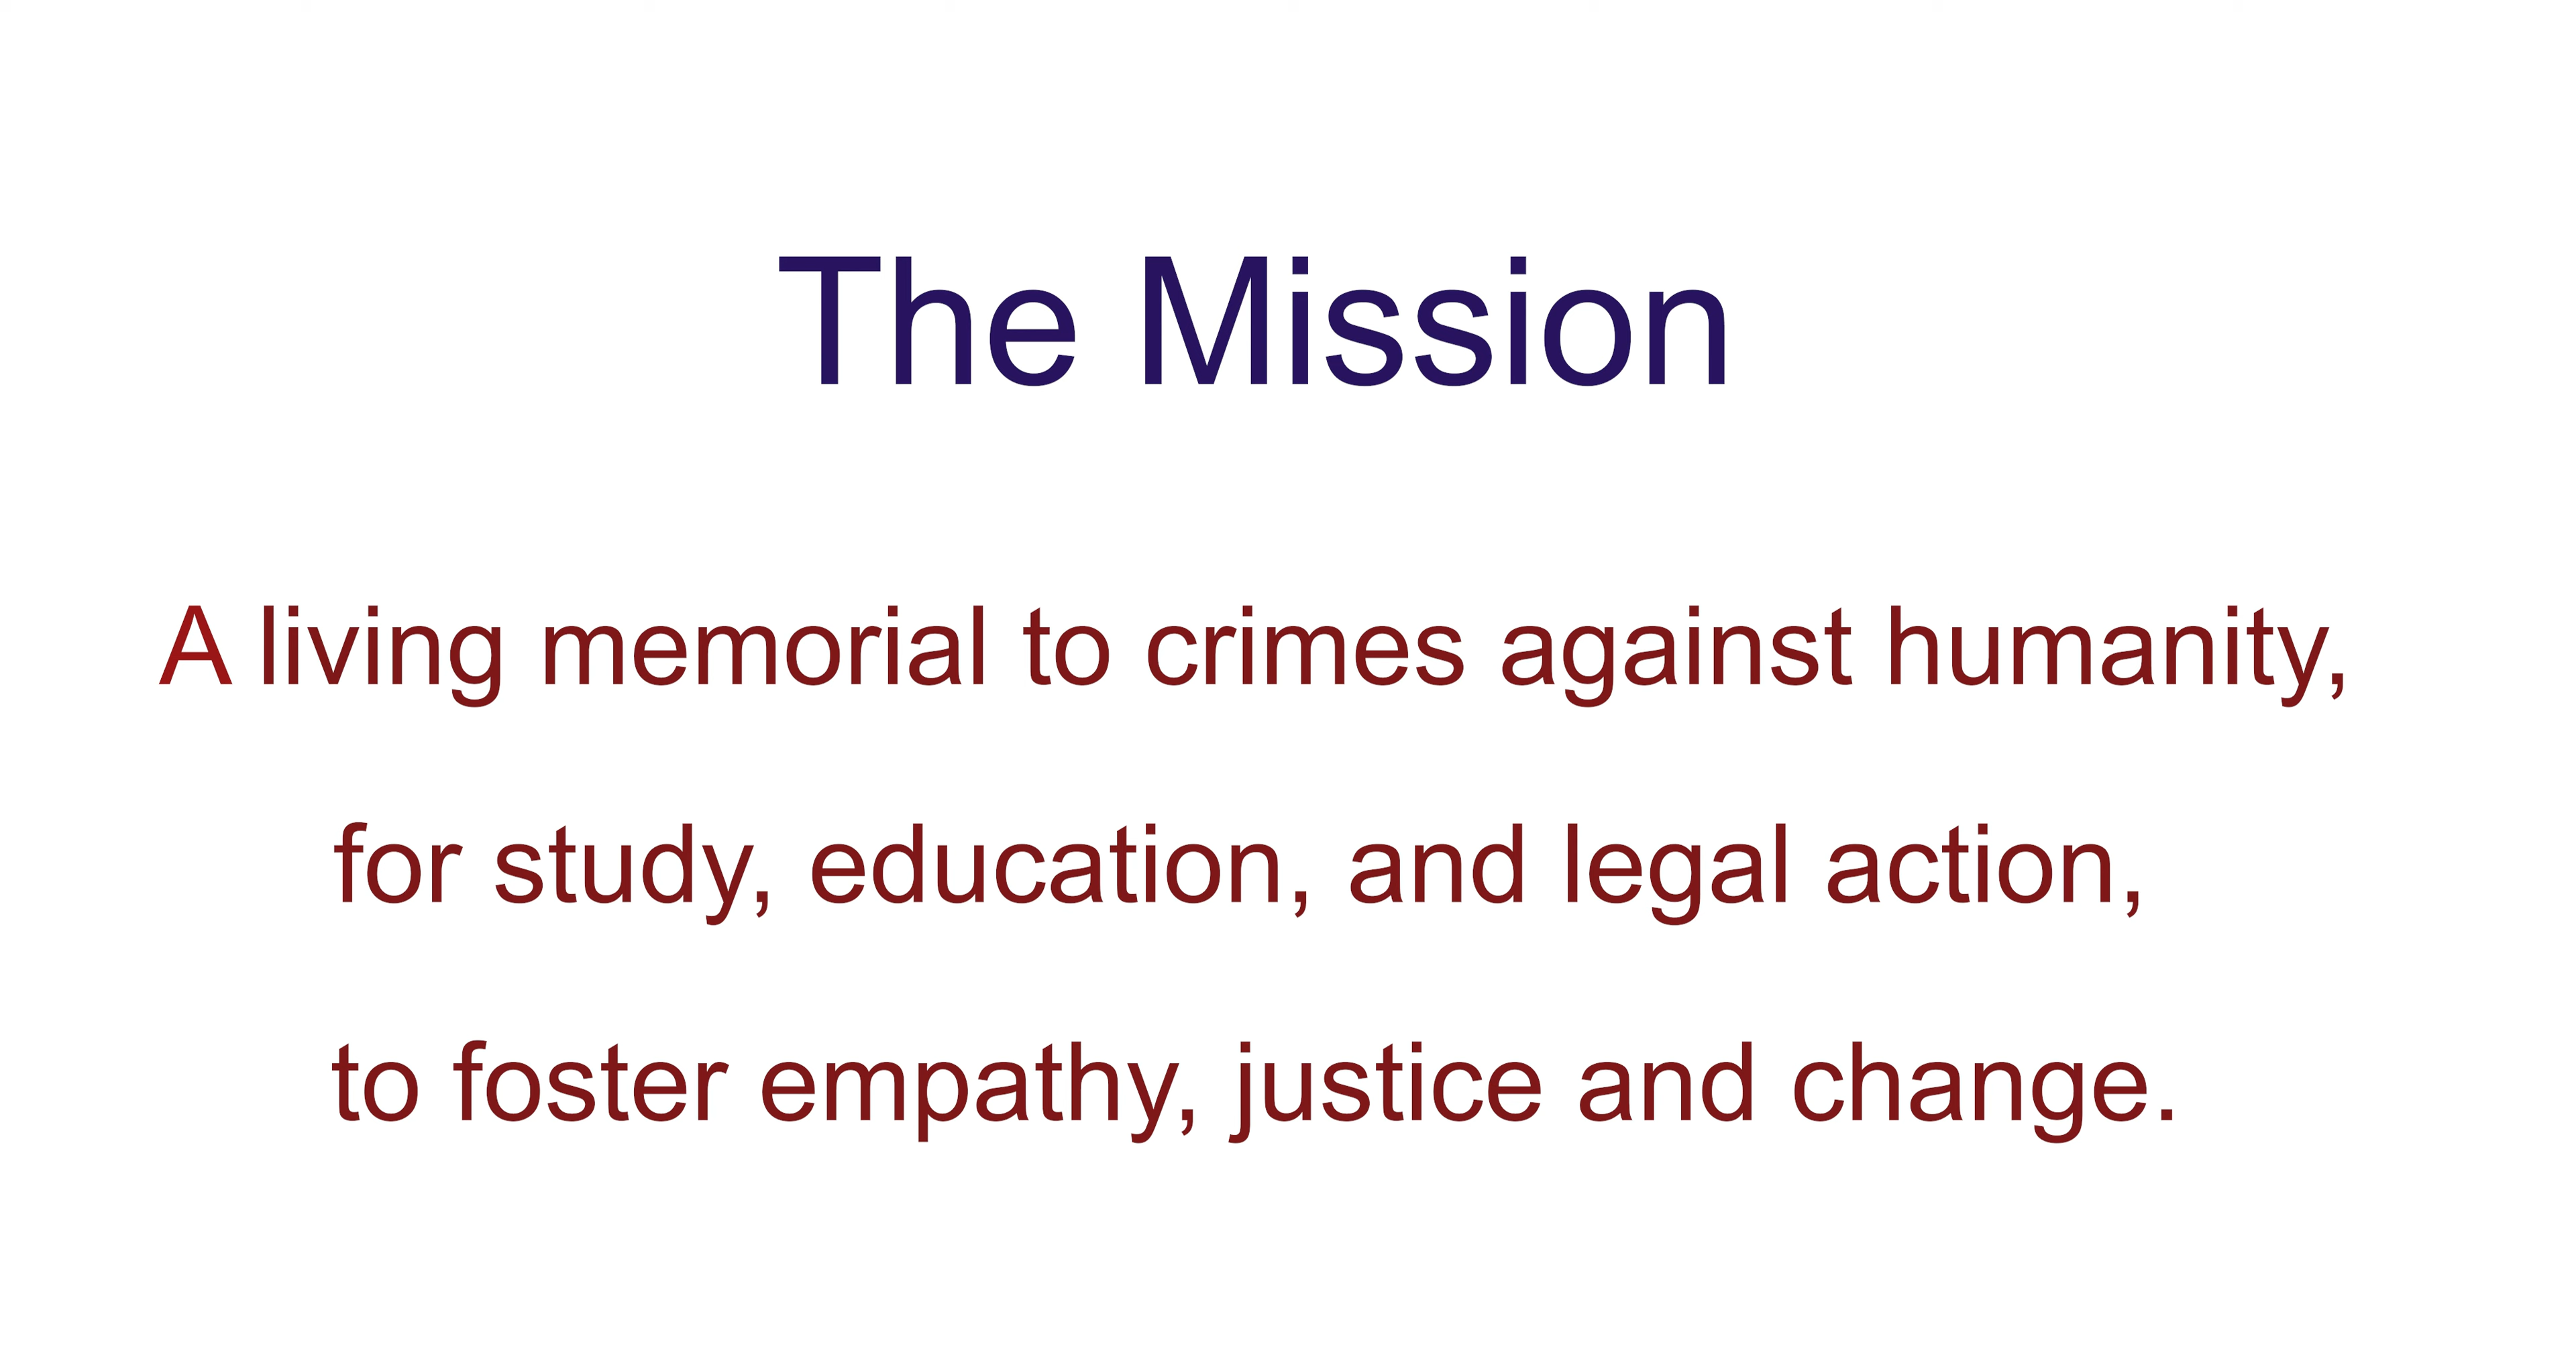 The Mission
A living memorial to crimes against humanity,
for study, education, and legal action,
to foster empathy, justice and change.